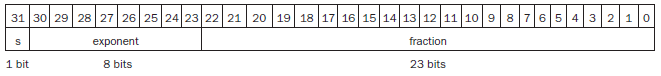 31 30 29 28 27 26 25 24 23 22 21 20 19 18 17 16 15 14 13 12 11 10 9 8 7 6 5 4 3 2 1 0
s exponent fraction
1 bit 8 bits 23 bits